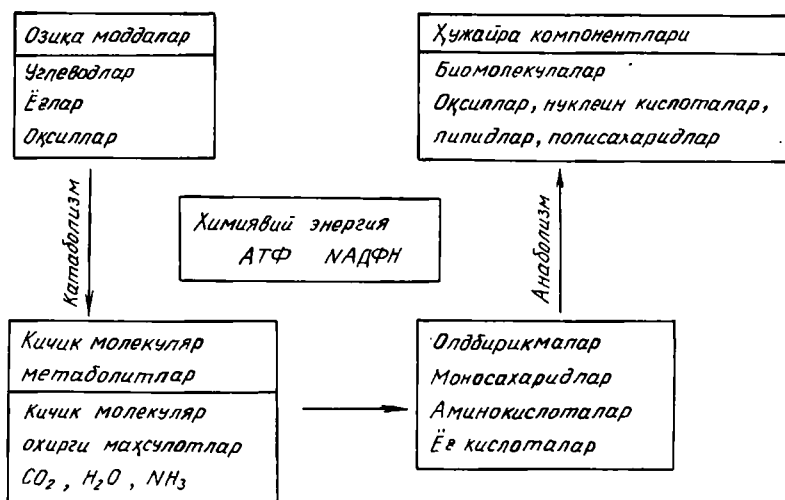 Озиқа моддалар
Углеводлар
Ёғлар
Оқсиллар
Ҳужайра компонентлари
Биомолекулалар
Оқсиллар, нуклеин кислоталар,
липидлар, полисахаридлар
Катаболизм
Химиявий энергия
АТФ NАДФН
Анаболизм
Кичик молекуляр
метаболитлар
Кичик молекуляр
охирги маҳсулотлар
CO₂, H₂O, NH₃
Олдбирикмалар
Моносахаридлар
Аминокислоталар
Ёғ кислоталар